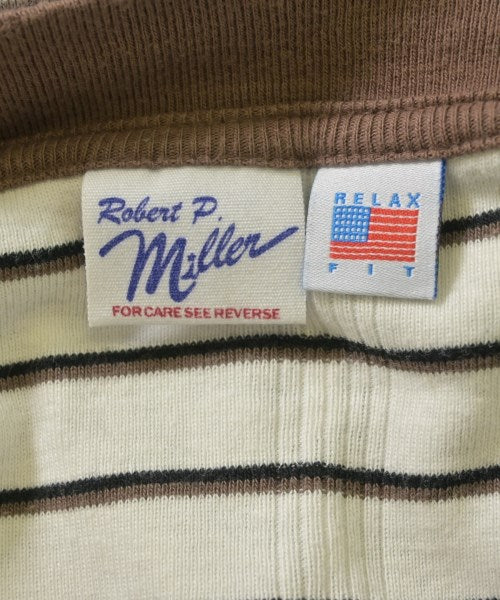 Robert P.
Miller
FOR CARE SEE REVERSE
RELAX
FIT